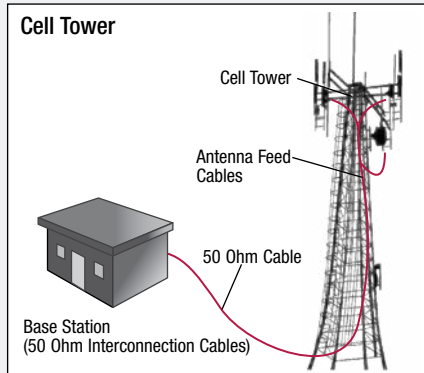 Cell Tower
Cell Tower
Antenna Feed
Cables
50 Ohm Cable
Base Station
(50 Ohm Interconnection Cables)